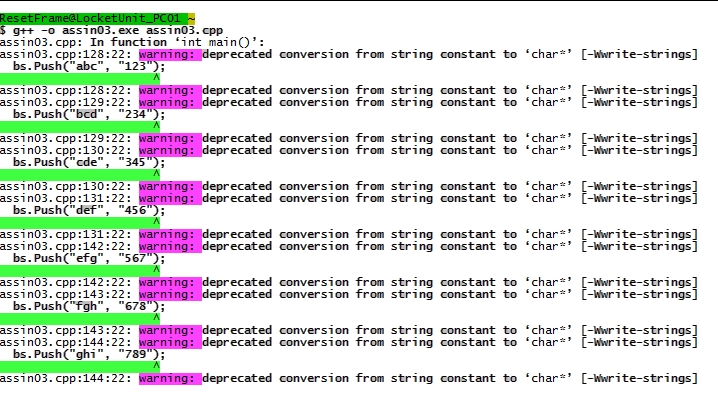 ResetFrame@LocketUnit_PC01 ~
$ g++ -o assin03.exe assin03.cpp
assin03.cpp: In function ‘int main()’:
assin03.cpp:128:22: warning: deprecated conversion from string constant to ‘char*’ [-Wwrite-strings]
  bs.Push("abc", "123");
                      ^
assin03.cpp:128:22: warning: deprecated conversion from string constant to ‘char*’ [-Wwrite-strings]
assin03.cpp:129:22: warning: deprecated conversion from string constant to ‘char*’ [-Wwrite-strings]
  bs.Push("bcd", "234");
                      ^
assin03.cpp:129:22: warning: deprecated conversion from string constant to ‘char*’ [-Wwrite-strings]
assin03.cpp:130:22: warning: deprecated conversion from string constant to ‘char*’ [-Wwrite-strings]
  bs.Push("cde", "345");
                      ^
assin03.cpp:130:22: warning: deprecated conversion from string constant to ‘char*’ [-Wwrite-strings]
assin03.cpp:131:22: warning: deprecated conversion from string constant to ‘char*’ [-Wwrite-strings]
  bs.Push("def", "456");
                      ^
assin03.cpp:131:22: warning: deprecated conversion from string constant to ‘char*’ [-Wwrite-strings]
assin03.cpp:142:22: warning: deprecated conversion from string constant to ‘char*’ [-Wwrite-strings]
  bs.Push("efg", "567");
                      ^
assin03.cpp:142:22: warning: deprecated conversion from string constant to ‘char*’ [-Wwrite-strings]
assin03.cpp:143:22: warning: deprecated conversion from string constant to ‘char*’ [-Wwrite-strings]
  bs.Push("fgh", "678");
                      ^
assin03.cpp:143:22: warning: deprecated conversion from string constant to ‘char*’ [-Wwrite-strings]
assin03.cpp:144:22: warning: deprecated conversion from string constant to ‘char*’ [-Wwrite-strings]
  bs.Push("ghi", "789");
                      ^
assin03.cpp:144:22: warning: deprecated conversion from string constant to ‘char*’ [-Wwrite-strings]